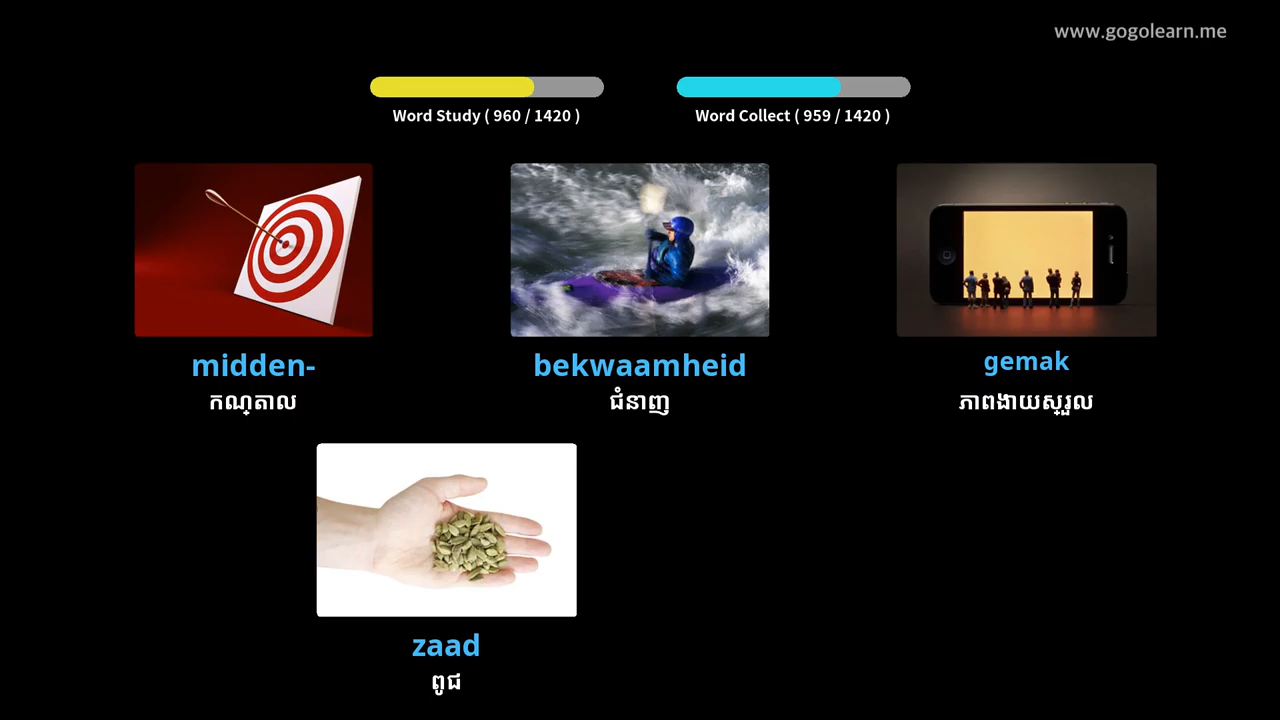 www.gogolearn.me
Word Study ( 960 / 1420 )
Word Collect ( 959 / 1420 )
midden-
កណ្តាល
bekwaamheid
ជំនាញ
gemak
ភាពងាយស្រួល
zaad
ពូជ